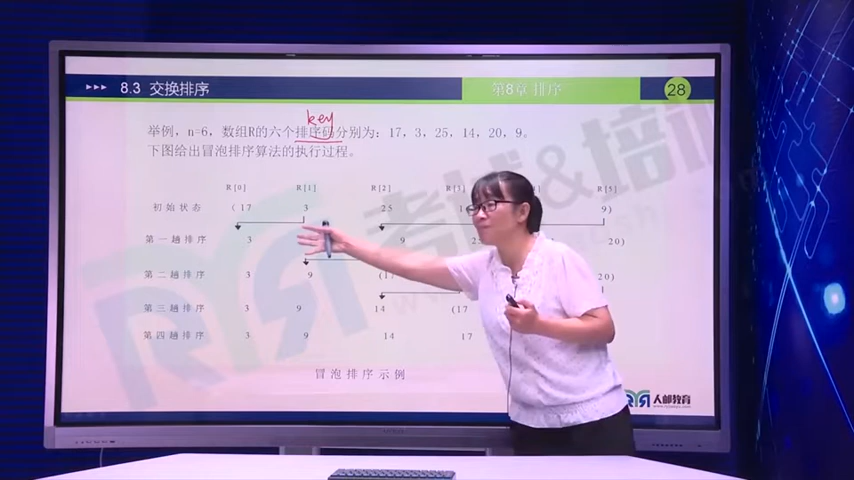 8.3 交换排序
第8章 排序
28
key
举例，n=6，数组R的六个排序码分别为：17，3，25，14，20，9。
下图给出冒泡排序算法的执行过程。
R[0] R[1] R[2] R[5]
初始状态 (17 3 25 9)
第一趟排序 3 9 20)
第二趟排序 3 9 (17 20)
第三趟排序 3 9 14 (17
第四趟排序 3 9 14 17
冒泡排序示例
人邮教育